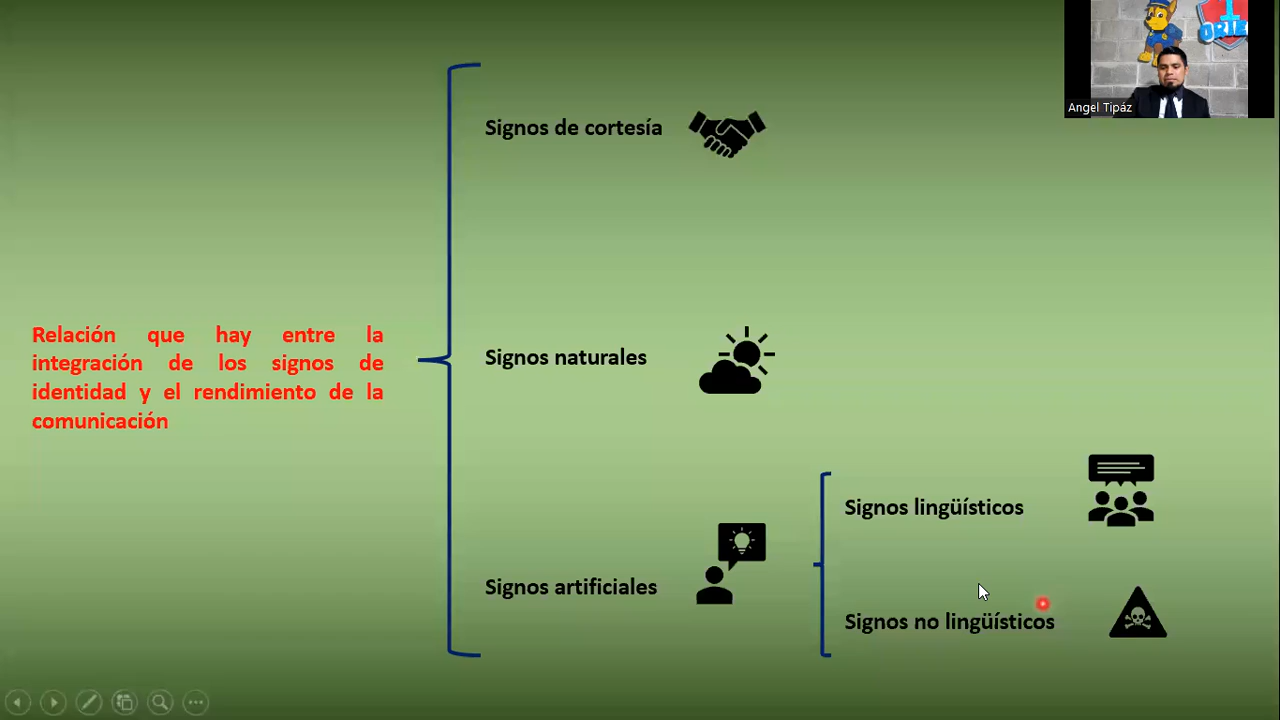 Angel Tipáz
Signos de cortesía
Relación que hay entre la
integración de los signos de
identidad y el rendimiento de la
comunicación
Signos naturales
Signos artificiales
Signos lingüísticos
Signos no lingüísticos